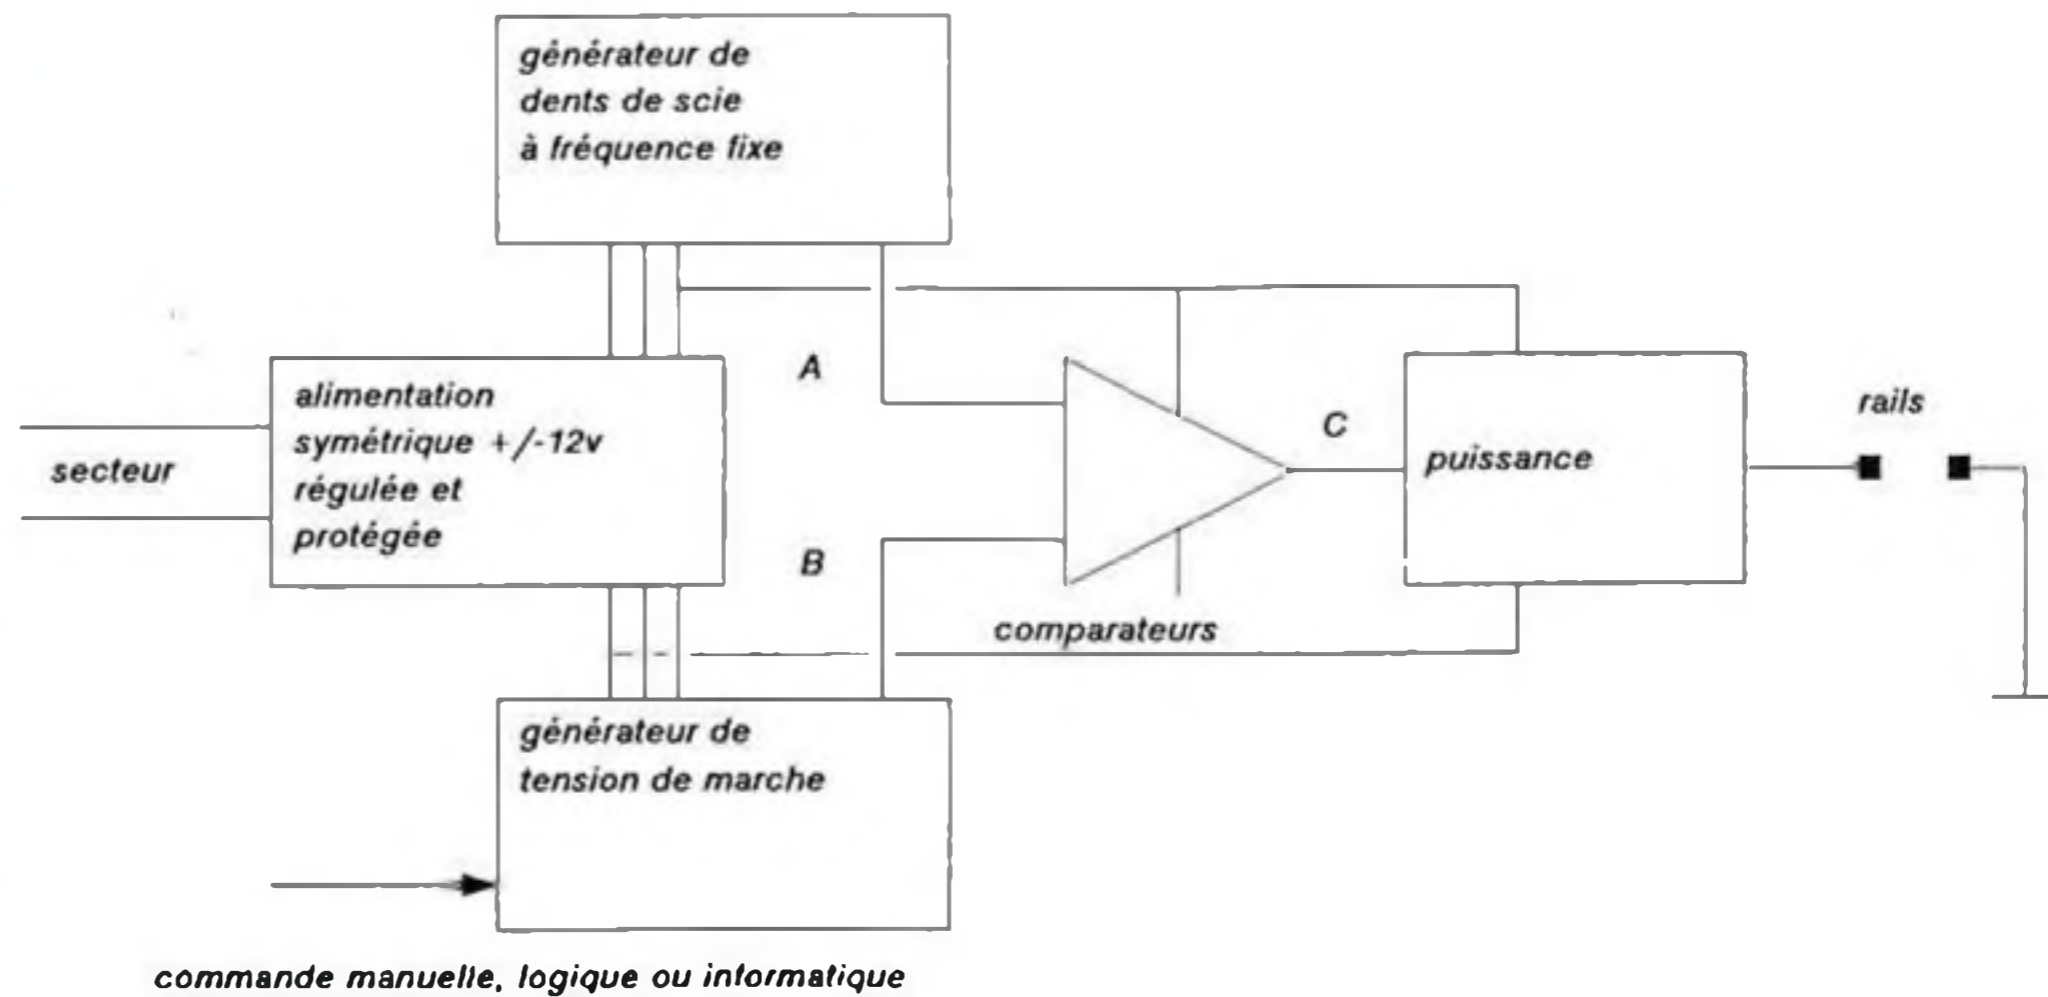 générateur de
dents de scie
à fréquence fixe
A
alimentation
symétrique +/-12v
régulée et
protégée
secteur
C
puissance
rails
B
comparateurs
générateur de
tension de marche
commande manuelle, logique ou informatique